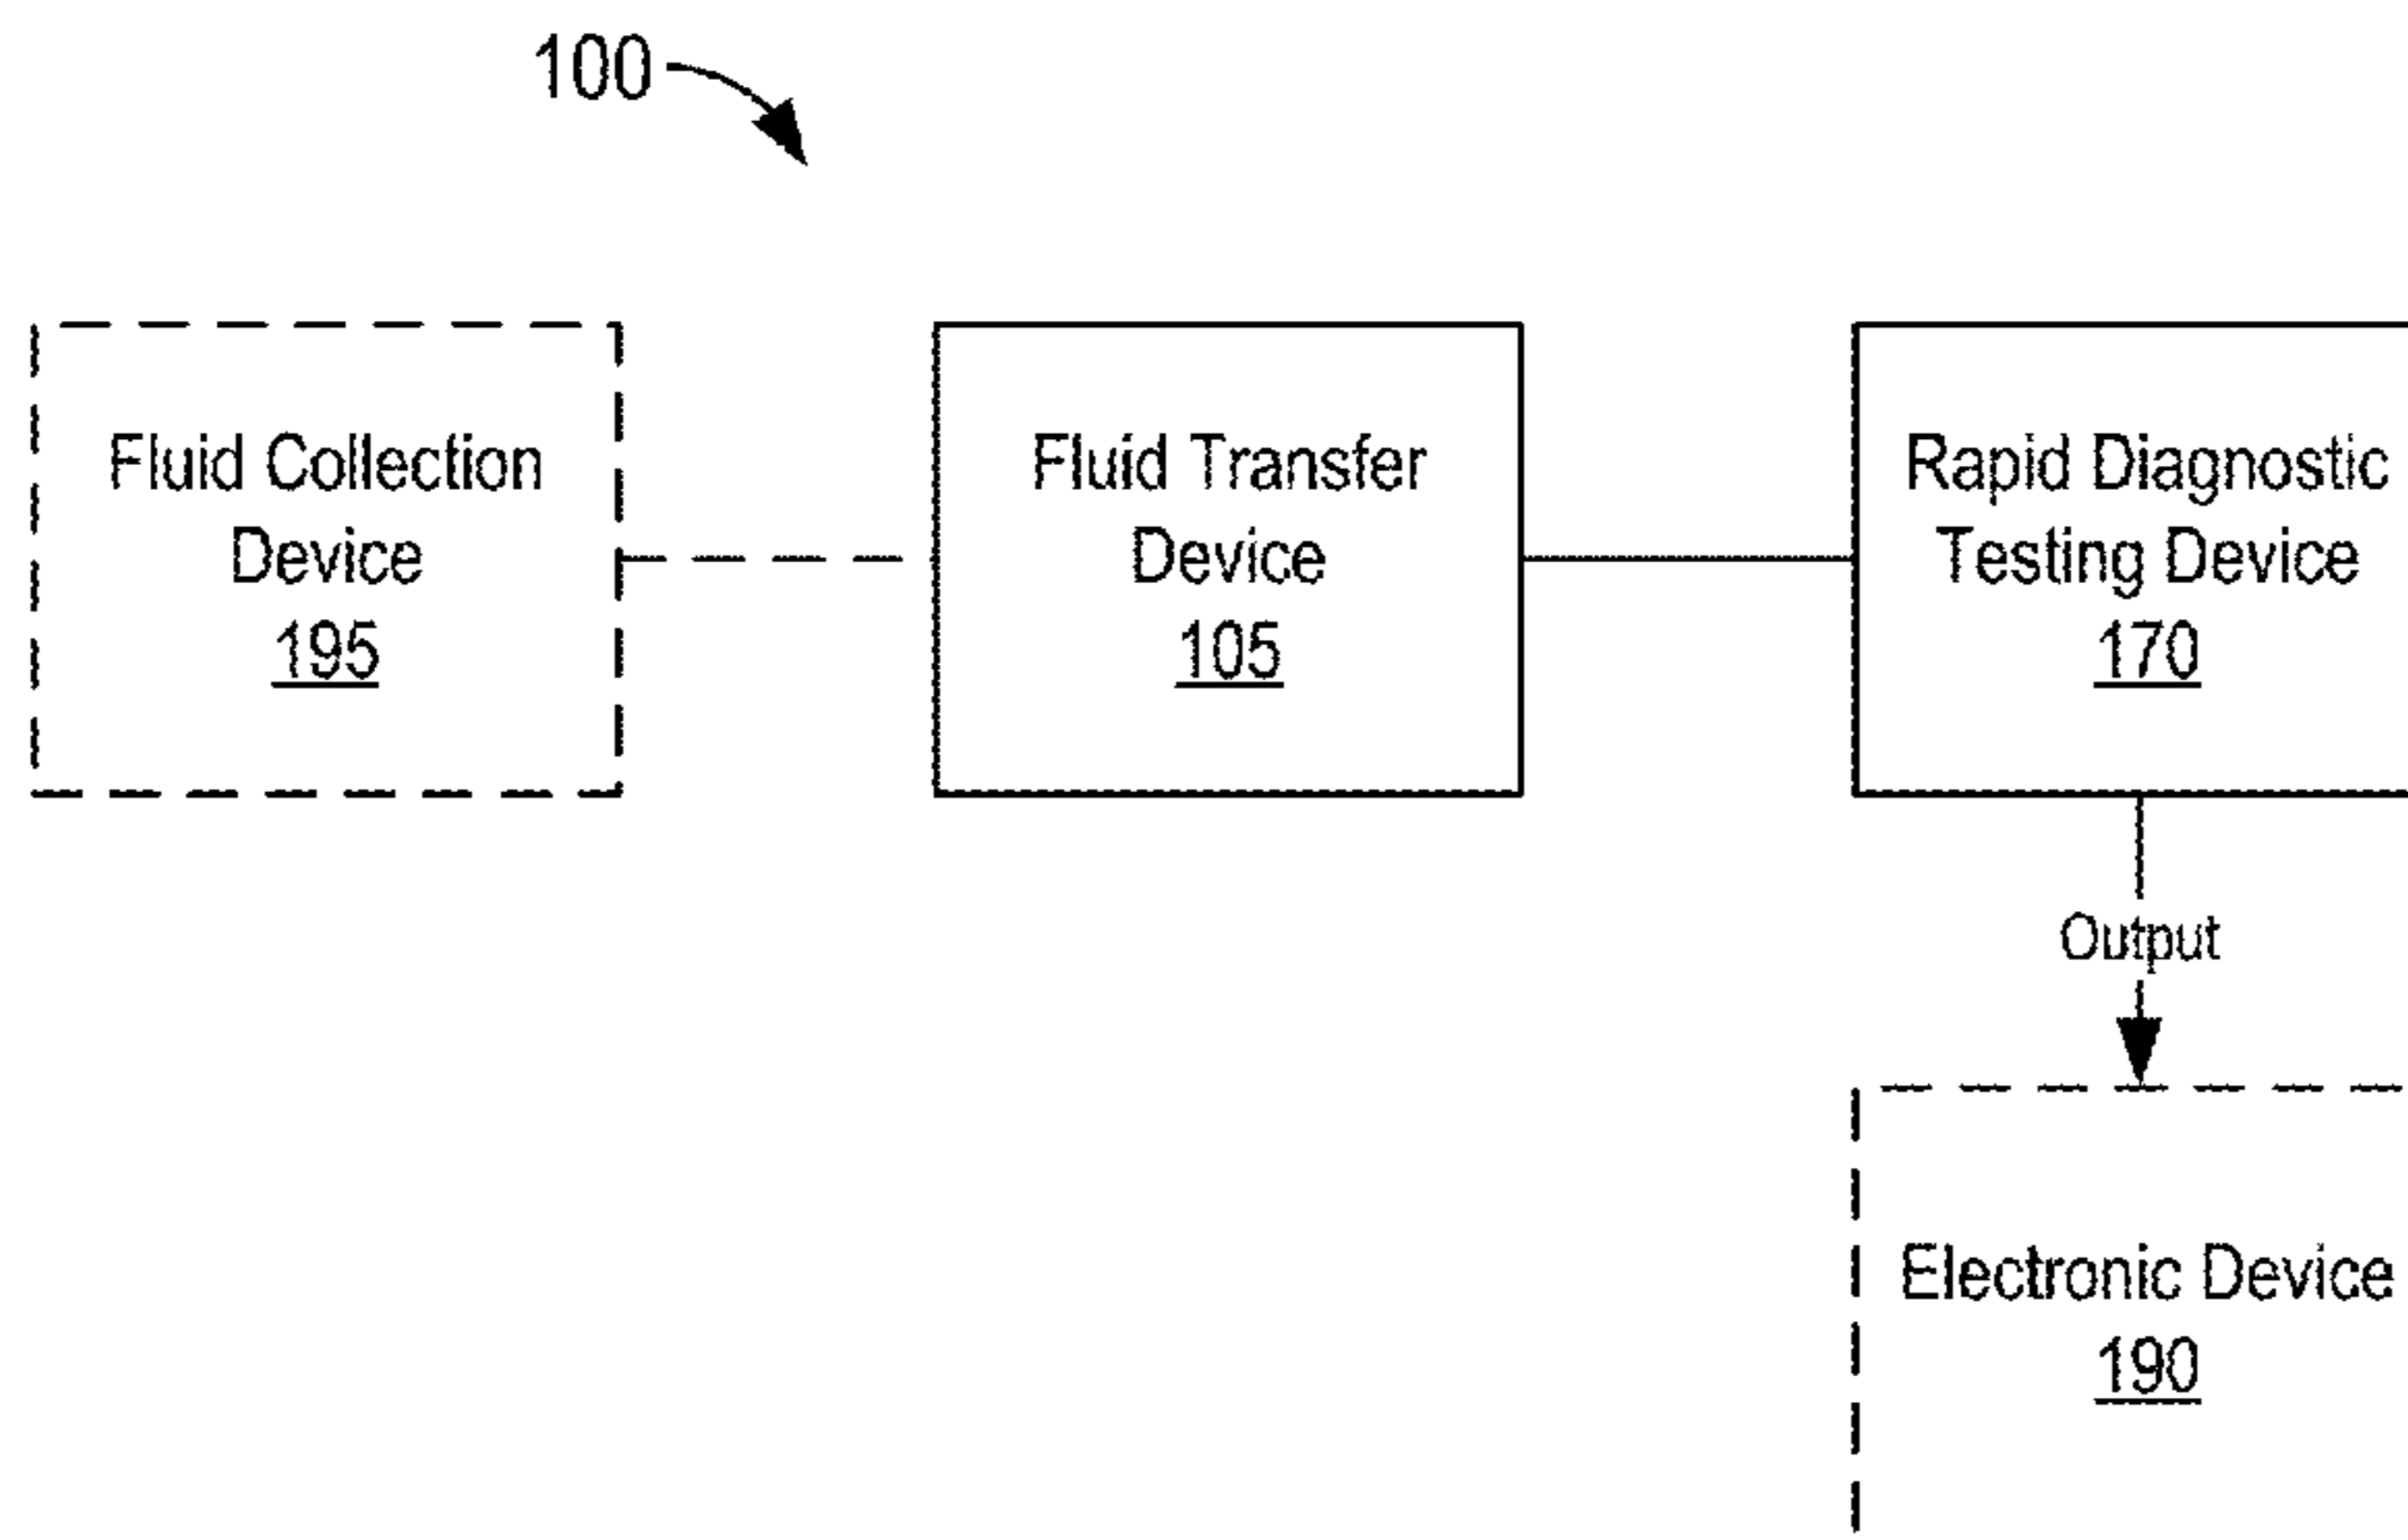 100
Fluid Collection
Device
195
Fluid Transfer
Device
105
Rapid Diagnostic
Testing Device
170
Output
Electronic Device
190